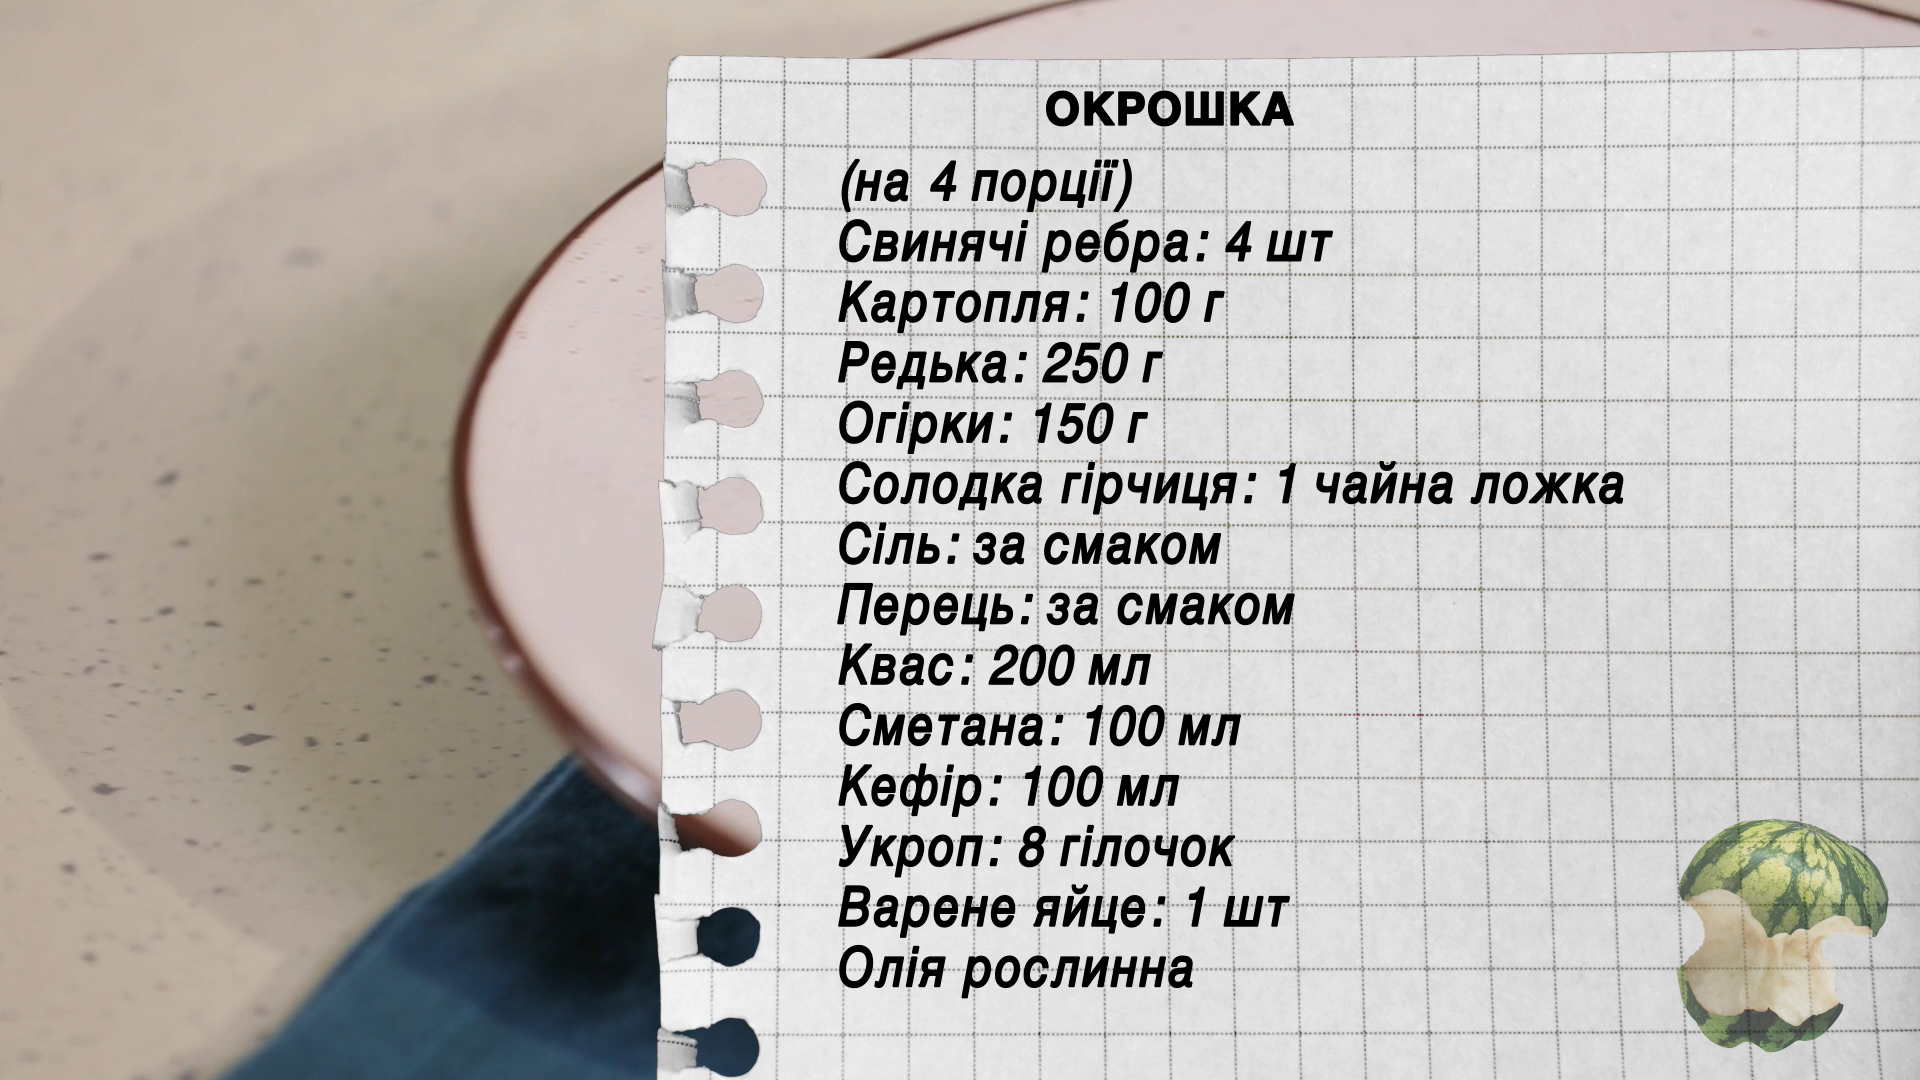 ОКРОШКА
(на 4 порції)
Свинячі ребра: 4 шт
Картопля: 100 г
Редька: 250 г
Огірки: 150 г
Солодка гірчиця: 1 чайна ложка
Сіль: за смаком
Перець: за смаком
Квас: 200 мл
Сметана: 100 мл
Кефір: 100 мл
Укроп: 8 гілочок
Варене яйце: 1 шт
Олія рослинна